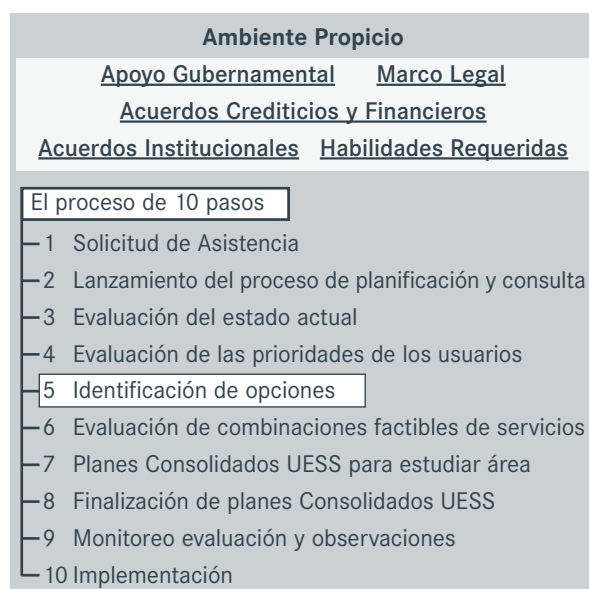 Ambiente Propicio
Apoyo Gubernamental Marco Legal
Acuerdos Crediticios y Financieros
Acuerdos Institucionales Habilidades Requeridas
El proceso de 10 pasos
1 Solicitud de Asistencia
2 Lanzamiento del proceso de planificación y consulta
3 Evaluación del estado actual
4 Evaluación de las prioridades de los usuarios
5 Identificación de opciones
6 Evaluación de combinaciones factibles de servicios
7 Planes Consolidados UESS para estudiar área
8 Finalización de planes Consolidados UESS
9 Monitoreo evaluación y observaciones
10 Implementación